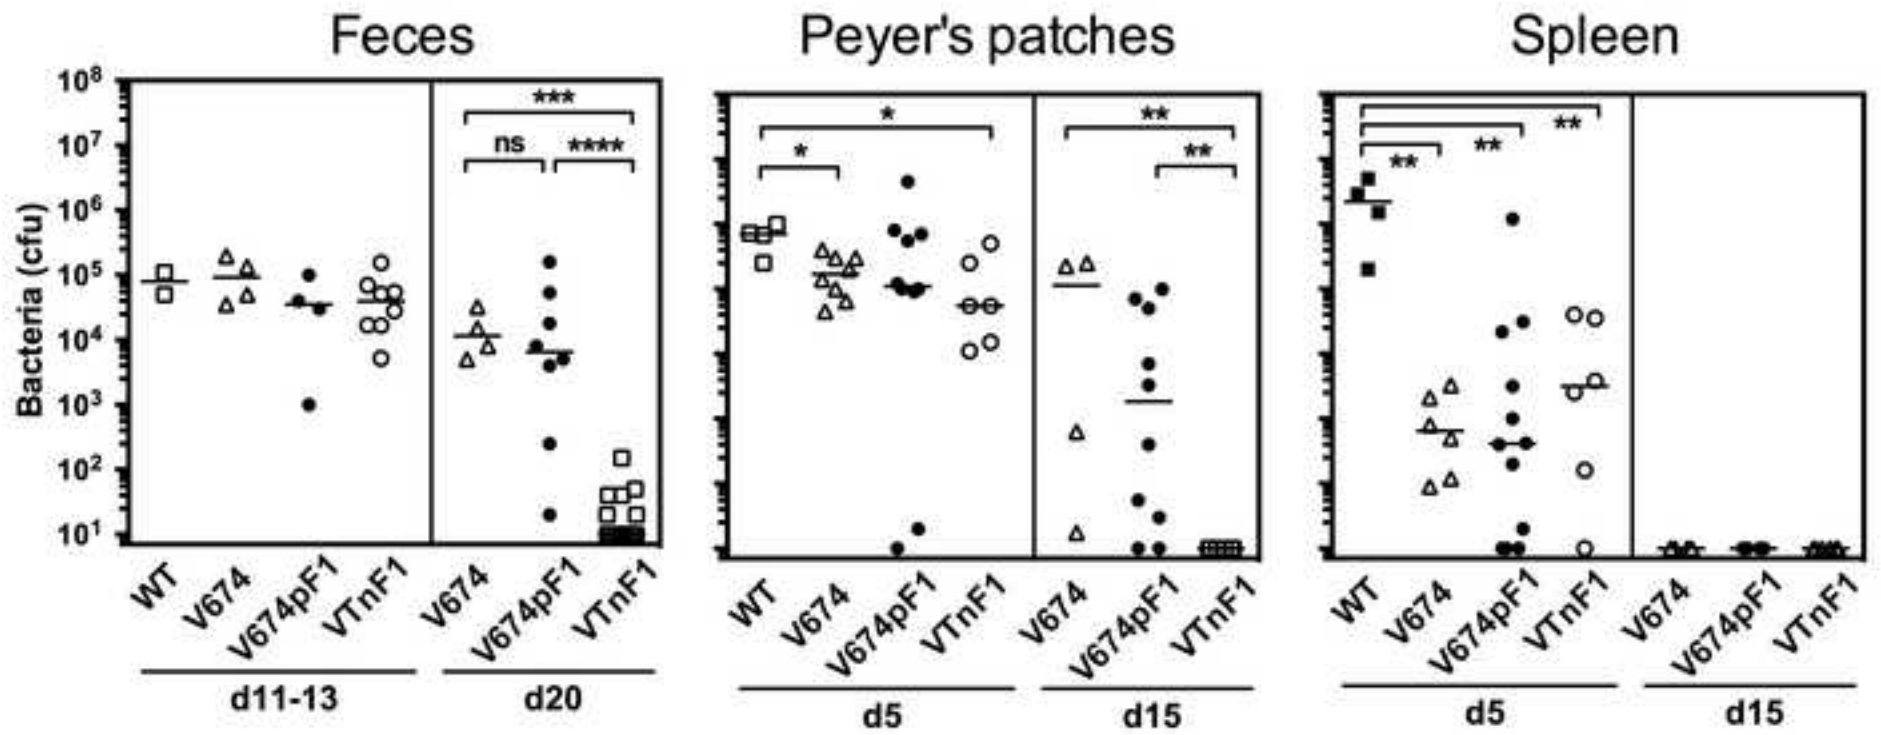 Feces Peyer's patches Spleen
Bacteria (cfu)
10⁸
10⁷
10⁶
10⁵
10⁴
10³
10²
10¹
***
ns ****
*
*
**
**
**
**
**
WT V674 V674pF1 VTnF1 V674 V674pF1 VTnF1
d11-13 d20
WT V674 V674pF1 VTnF1 V674 V674pF1 VTnF1
d5 d15
WT V674 V674pF1 VTnF1 V674 V674pF1 VTnF1
d5 d15